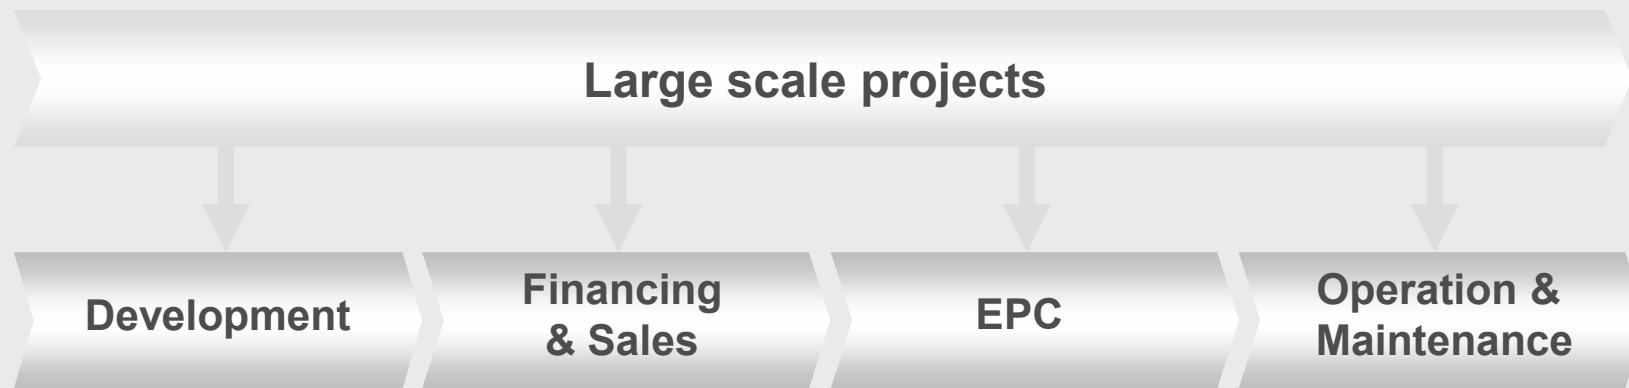 Large scale projects
Development
Financing
& Sales
EPC
Operation &
Maintenance